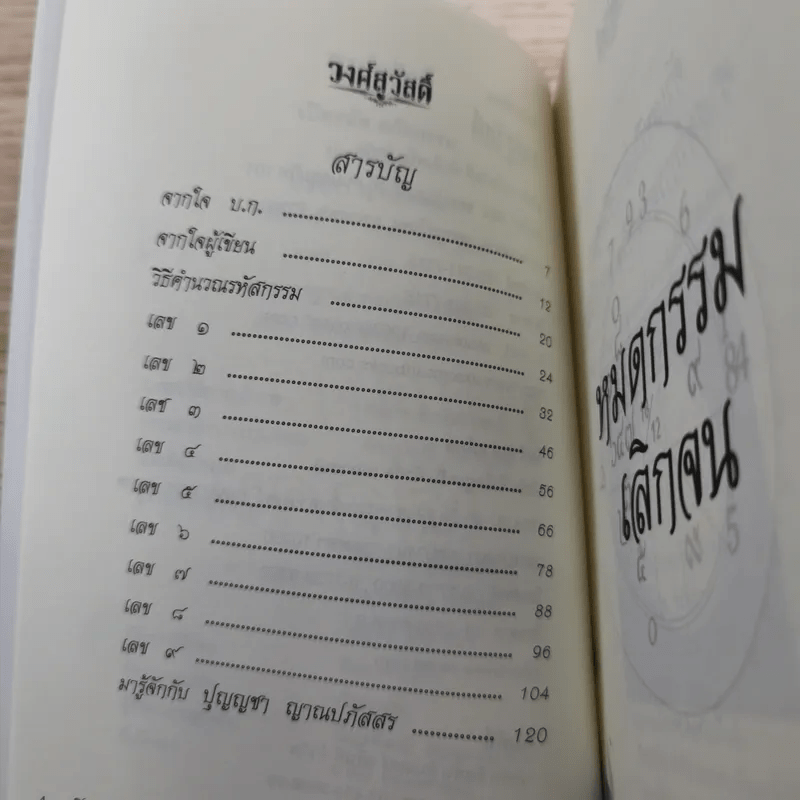 วงศ์สวัสดิ์
สารบัญ
จากใจ บ.ก. ........ 7
จากใจผู้เขียน ........ 12
วิธีคำนวณรหัสกรรม ........ 20
เลข ๑ ........ 24
เลข ๒ ........ 32
เลข ๓ ........ 46
เลข ๔ ........ 56
เลข ๕ ........ 66
เลข ๖ ........ 78
เลข ๗ ........ 88
เลข ๘ ........ 96
เลข ๙ ........ 104
มารู้จักกับ ปุญญชา ญาณปภัสสร ........ 120
หมดกรรม
เลิกจน